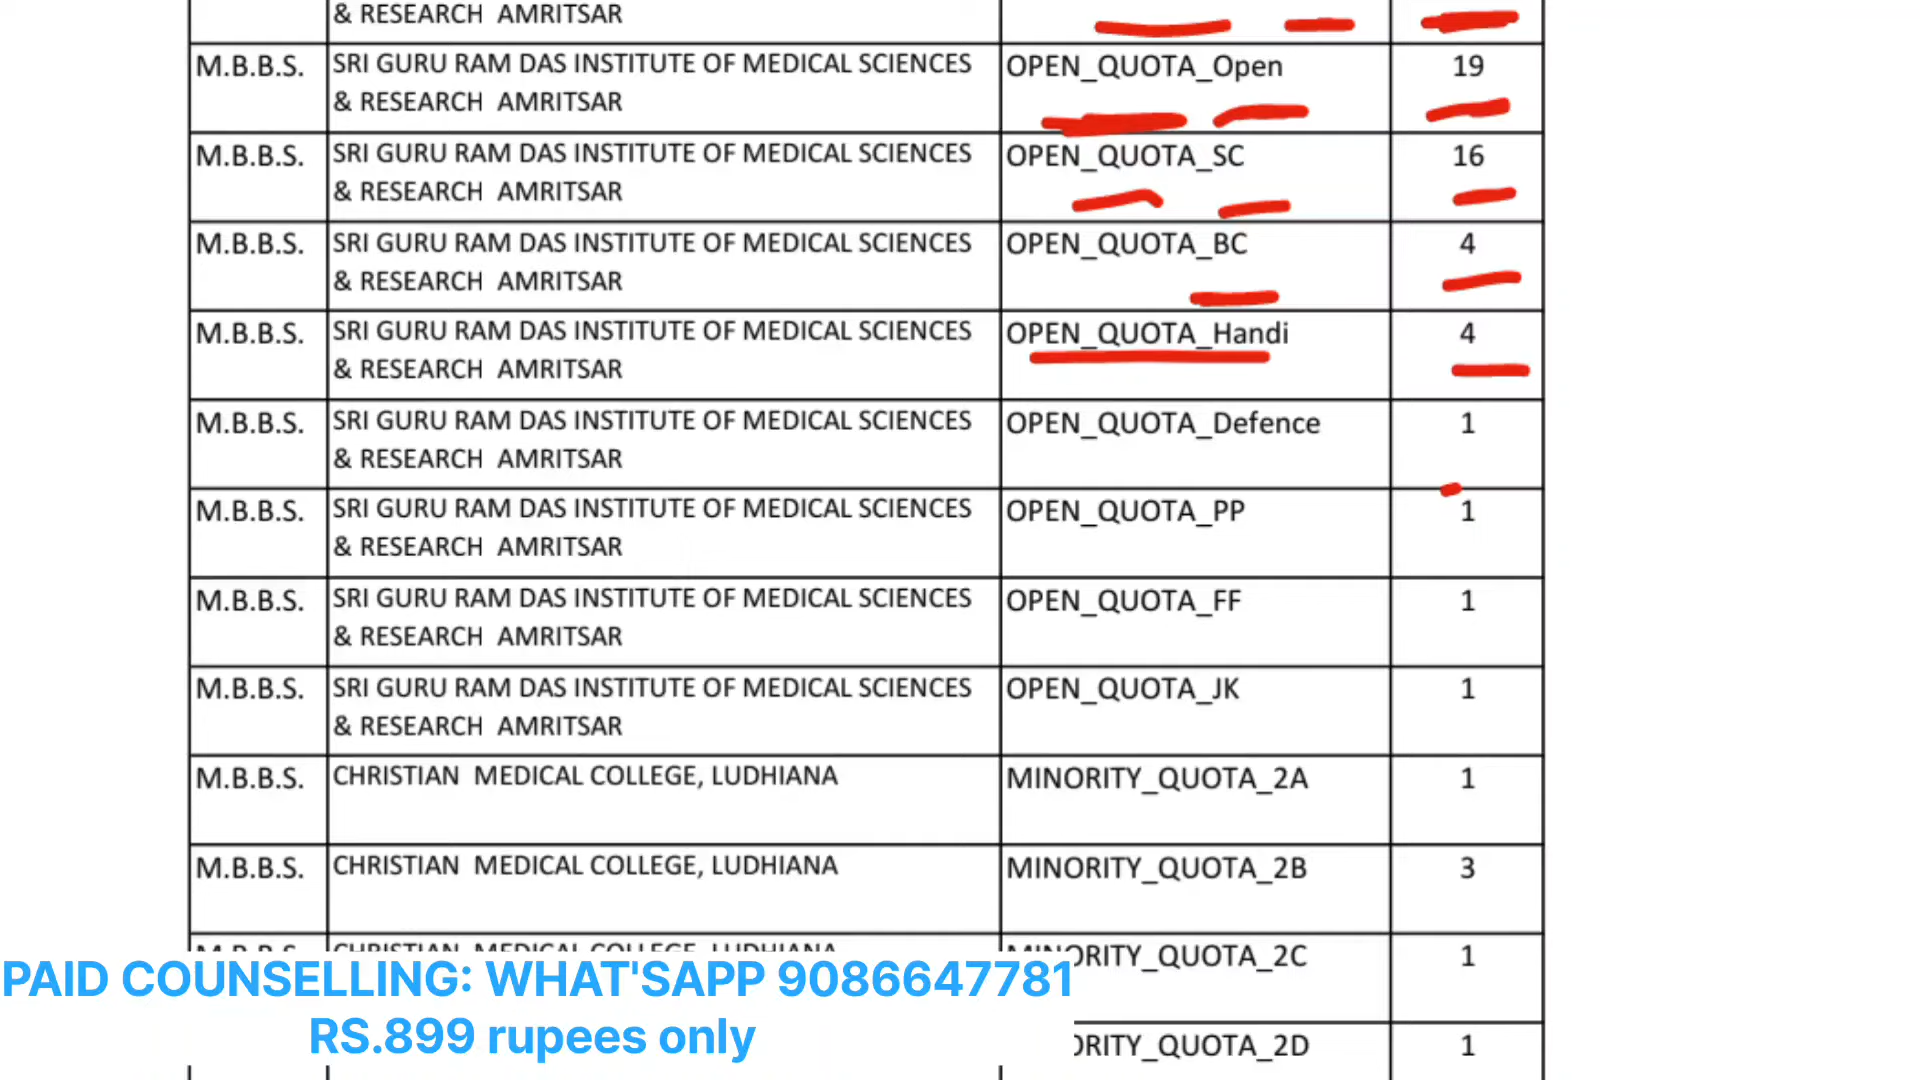 & RESEARCH  AMRITSAR
M.B.B.S. SRI GURU RAM DAS INSTITUTE OF MEDICAL SCIENCES OPEN_QUOTA_Open 19
& RESEARCH  AMRITSAR
M.B.B.S. SRI GURU RAM DAS INSTITUTE OF MEDICAL SCIENCES OPEN_QUOTA_SC 16
& RESEARCH  AMRITSAR
M.B.B.S. SRI GURU RAM DAS INSTITUTE OF MEDICAL SCIENCES OPEN_QUOTA_BC 4
& RESEARCH  AMRITSAR
M.B.B.S. SRI GURU RAM DAS INSTITUTE OF MEDICAL SCIENCES OPEN_QUOTA_Handi 4
& RESEARCH  AMRITSAR
M.B.B.S. SRI GURU RAM DAS INSTITUTE OF MEDICAL SCIENCES OPEN_QUOTA_Defence 1
& RESEARCH  AMRITSAR
M.B.B.S. SRI GURU RAM DAS INSTITUTE OF MEDICAL SCIENCES OPEN_QUOTA_PP 1
& RESEARCH  AMRITSAR
M.B.B.S. SRI GURU RAM DAS INSTITUTE OF MEDICAL SCIENCES OPEN_QUOTA_FF 1
& RESEARCH  AMRITSAR
M.B.B.S. SRI GURU RAM DAS INSTITUTE OF MEDICAL SCIENCES OPEN_QUOTA_JK 1
& RESEARCH  AMRITSAR
M.B.B.S. CHRISTIAN  MEDICAL COLLEGE, LUDHIANA MINORITY_QUOTA_2A 1
M.B.B.S. CHRISTIAN  MEDICAL COLLEGE, LUDHIANA MINORITY_QUOTA_2B 3
M.B.B.S. CHRISTIAN  MEDICAL COLLEGE, LUDHIANA MINORITY_QUOTA_2C 1
PAID COUNSELLING: WHAT'SAPP 9086647781
RS.899 rupees only
ORITY_QUOTA_2D 1